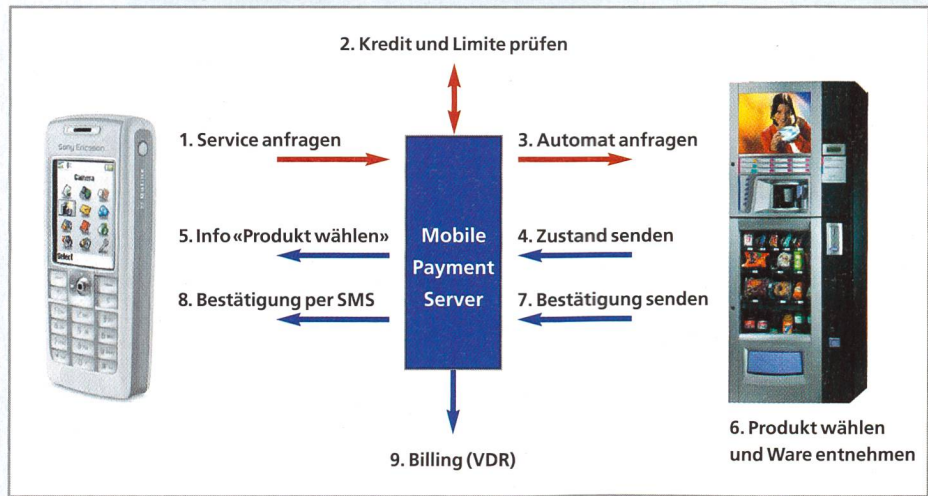 2. Kredit und Limite prüfen
1. Service anfragen
3. Automat anfragen
Sony Ericsson
Camera
Select
5. Info «Produkt wählen»
Mobile
Payment
Server
4. Zustand senden
8. Bestätigung per SMS
7. Bestätigung senden
6. Produkt wählen
und Ware entnehmen
9. Billing (VDR)